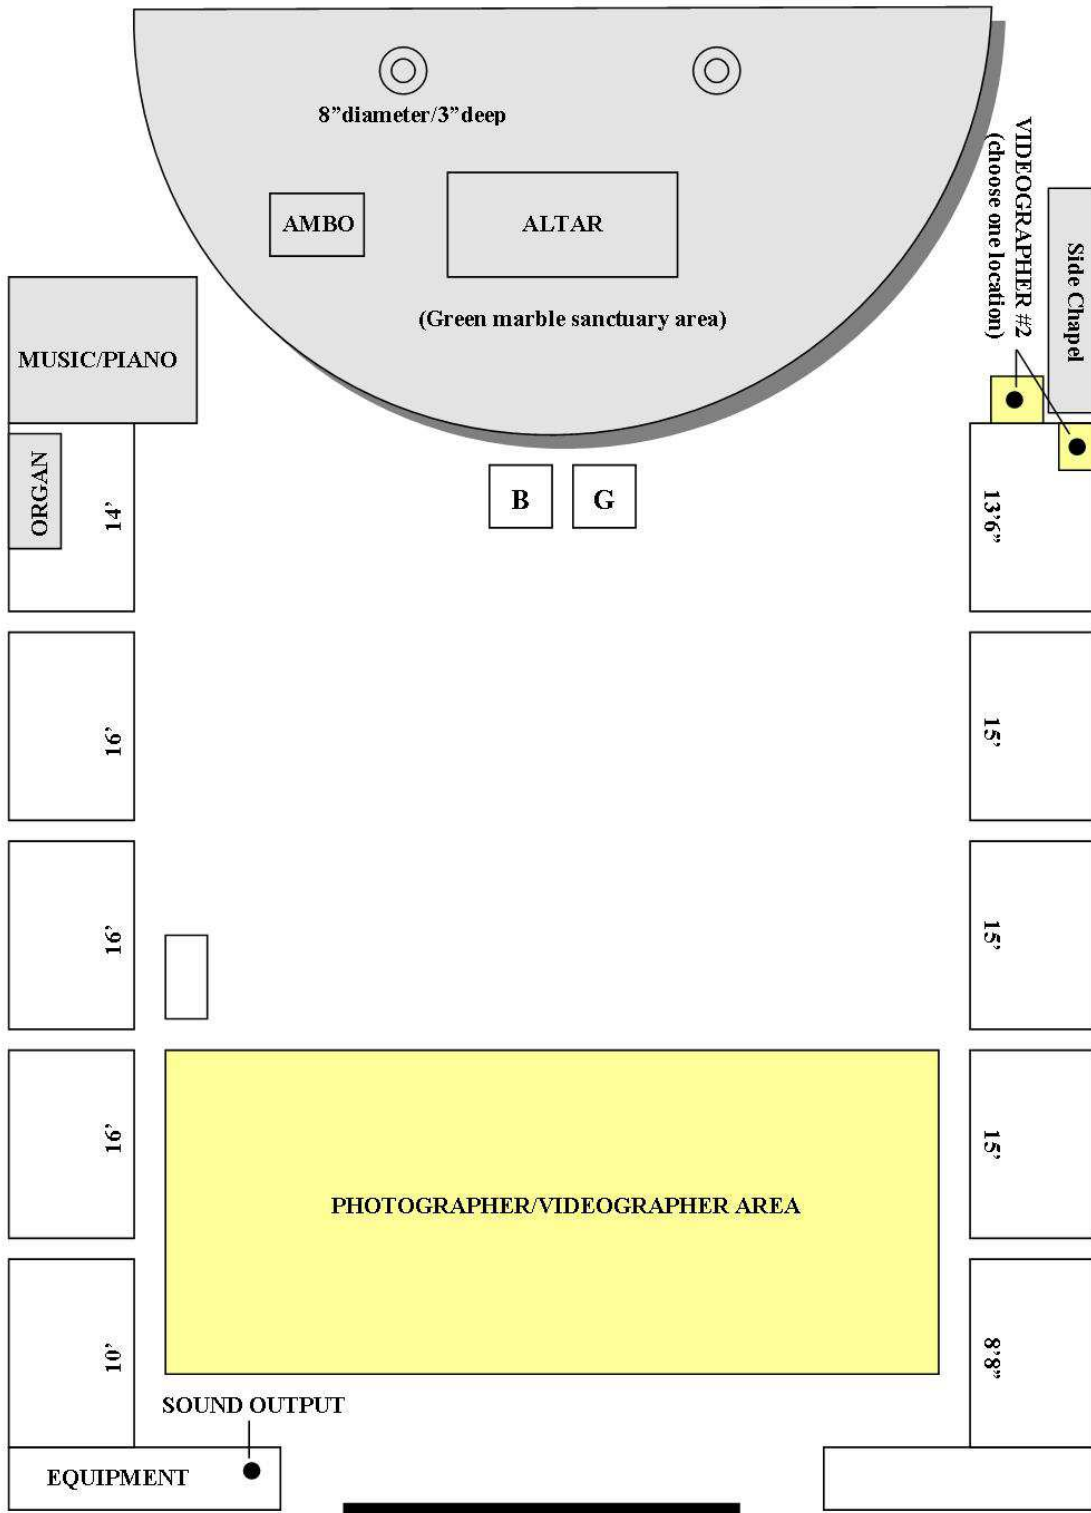 8”diameter/3”deep
VIDEOGRAPHER #2
(choose one location)
AMBO
ALTAR
Side Chapel
(Green marble sanctuary area)
MUSIC/PIANO
ORGAN
14’
B
G
13’6”
16’
15’
16’
15’
16’
15’
PHOTOGRAPHER/VIDEOGRAPHER AREA
10’
8’8”
SOUND OUTPUT
EQUIPMENT